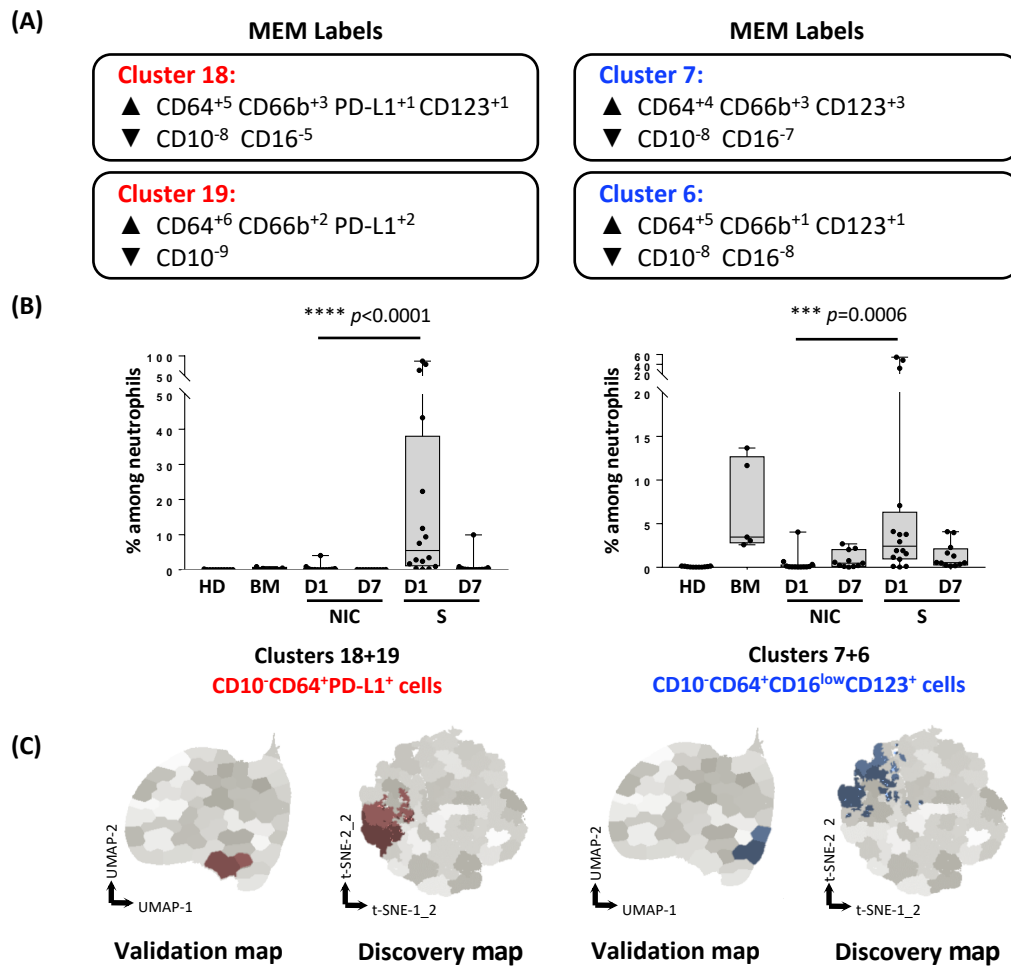 (A)
MEM Labels
MEM Labels
Cluster 18:
▲ CD64⁺⁵ CD66b⁺³ PD-L1⁺¹ CD123⁺¹
▼ CD10⁻⁸ CD16⁻⁵
Cluster 7:
▲ CD64⁺⁴ CD66b⁺³ CD123⁺³
▼ CD10⁻⁸ CD16⁻⁷
Cluster 19:
▲ CD64⁺⁶ CD66b⁺² PD-L1⁺²
▼ CD10⁻⁹
Cluster 6:
▲ CD64⁺⁵ CD66b⁺¹ CD123⁺¹
▼ CD10⁻⁸ CD16⁻⁸
(B)
**** p<0.0001
% among neutrophils
100
50
50
40
30
20
10
0
HD BM D1 D7 D1 D7
NIC S
Clusters 18+19
CD10⁻CD64⁺PD-L1⁺ cells
*** p=0.0006
% among neutrophils
60
40
20
20
15
10
5
0
HD BM D1 D7 D1 D7
NIC S
Clusters 7+6
CD10⁻CD64⁺CD16ˡᵒʷCD123⁺ cells
(C)
UMAP-2
UMAP-1
Validation map
t-SNE-2_2
t-SNE-1_2
Discovery map
UMAP-2
UMAP-1
Validation map
t-SNE-2 2
t-SNE-1_2
Discovery map